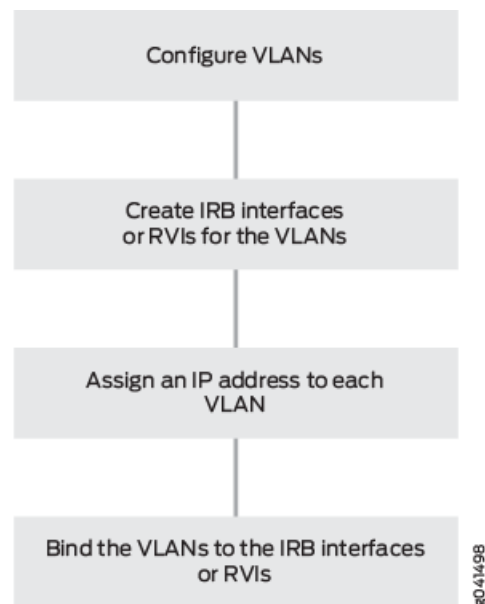 Configure VLANs
Create IRB interfaces
or RVIs for the VLANs
Assign an IP address to each
VLAN
Bind the VLANs to the IRB interfaces
or RVIs
g041498